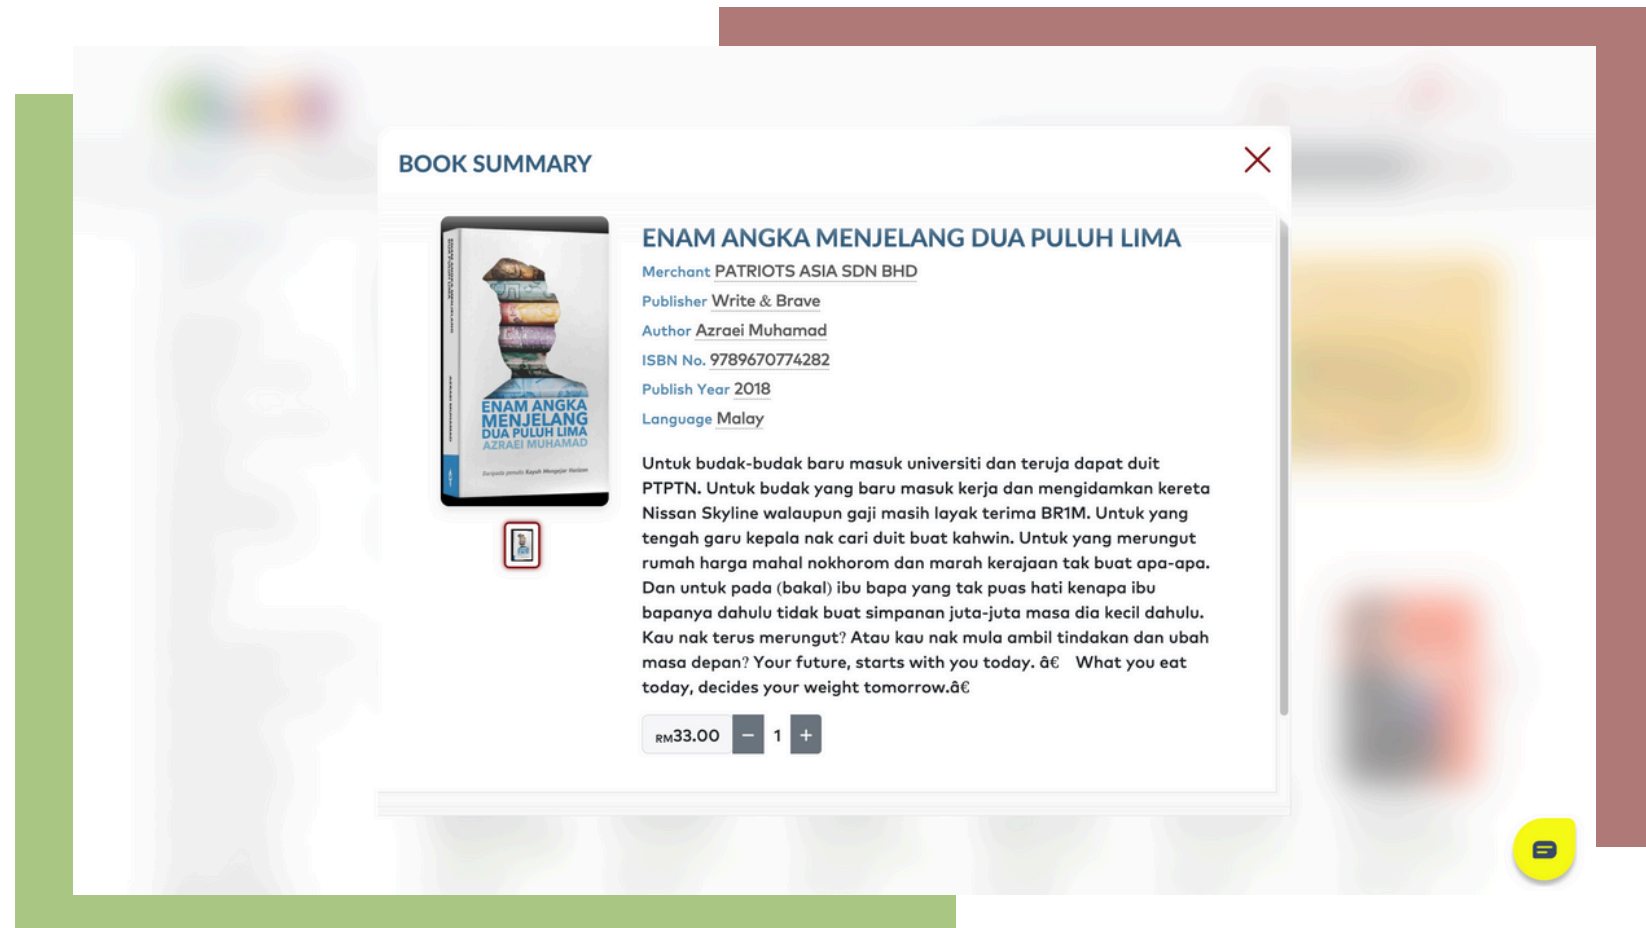 BOOK SUMMARY
ENAM ANGKA MENJELANG DUA PULUH LIMA
Merchant PATRIOTS ASIA SDN BHD
Publisher Write & Brave
Author Azraei Muhamad
ISBN No. 9789670774282
Publish Year 2018
Language Malay
Untuk budak-budak baru masuk universiti dan teruja dapat duit
PTPTN. Untuk budak yang baru masuk kerja dan mengidamkan kereta
Nissan Skyline walaupun gaji masih layak terima BR1M. Untuk yang
tengah garu kepala nak cari duit buat kahwin. Untuk yang merungut
rumah harga mahal nokhorom dan marah kerajaan tak buat apa-apa.
Dan untuk pada (bakal) ibu bapa yang tak puas hati kenapa ibu
bapanya dahulu tidak buat simpanan juta-juta masa dia kecil dahulu.
Kau nak terus merungut? Atau kau nak mula ambil tindakan dan ubah
masa depan? Your future, starts with you today. â€ What you eat
today, decides your weight tomorrow.â€
RM33.00 − 1 +
ENAM ANGKA
MENJELANG
DUA PULUH LIMA
AZRAEI MUHAMAD
Daripada penulis Kayuh Mengejar Horizon